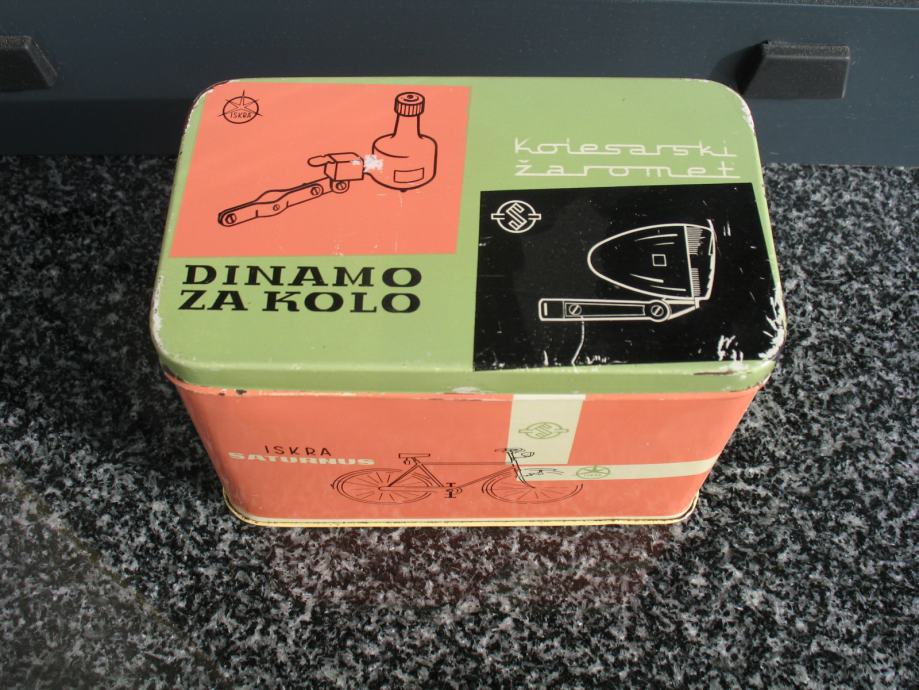 ISKRA
Kolesarski
žaromet
DINAMO
ZA KOLO
ISKRA
SATURNUS